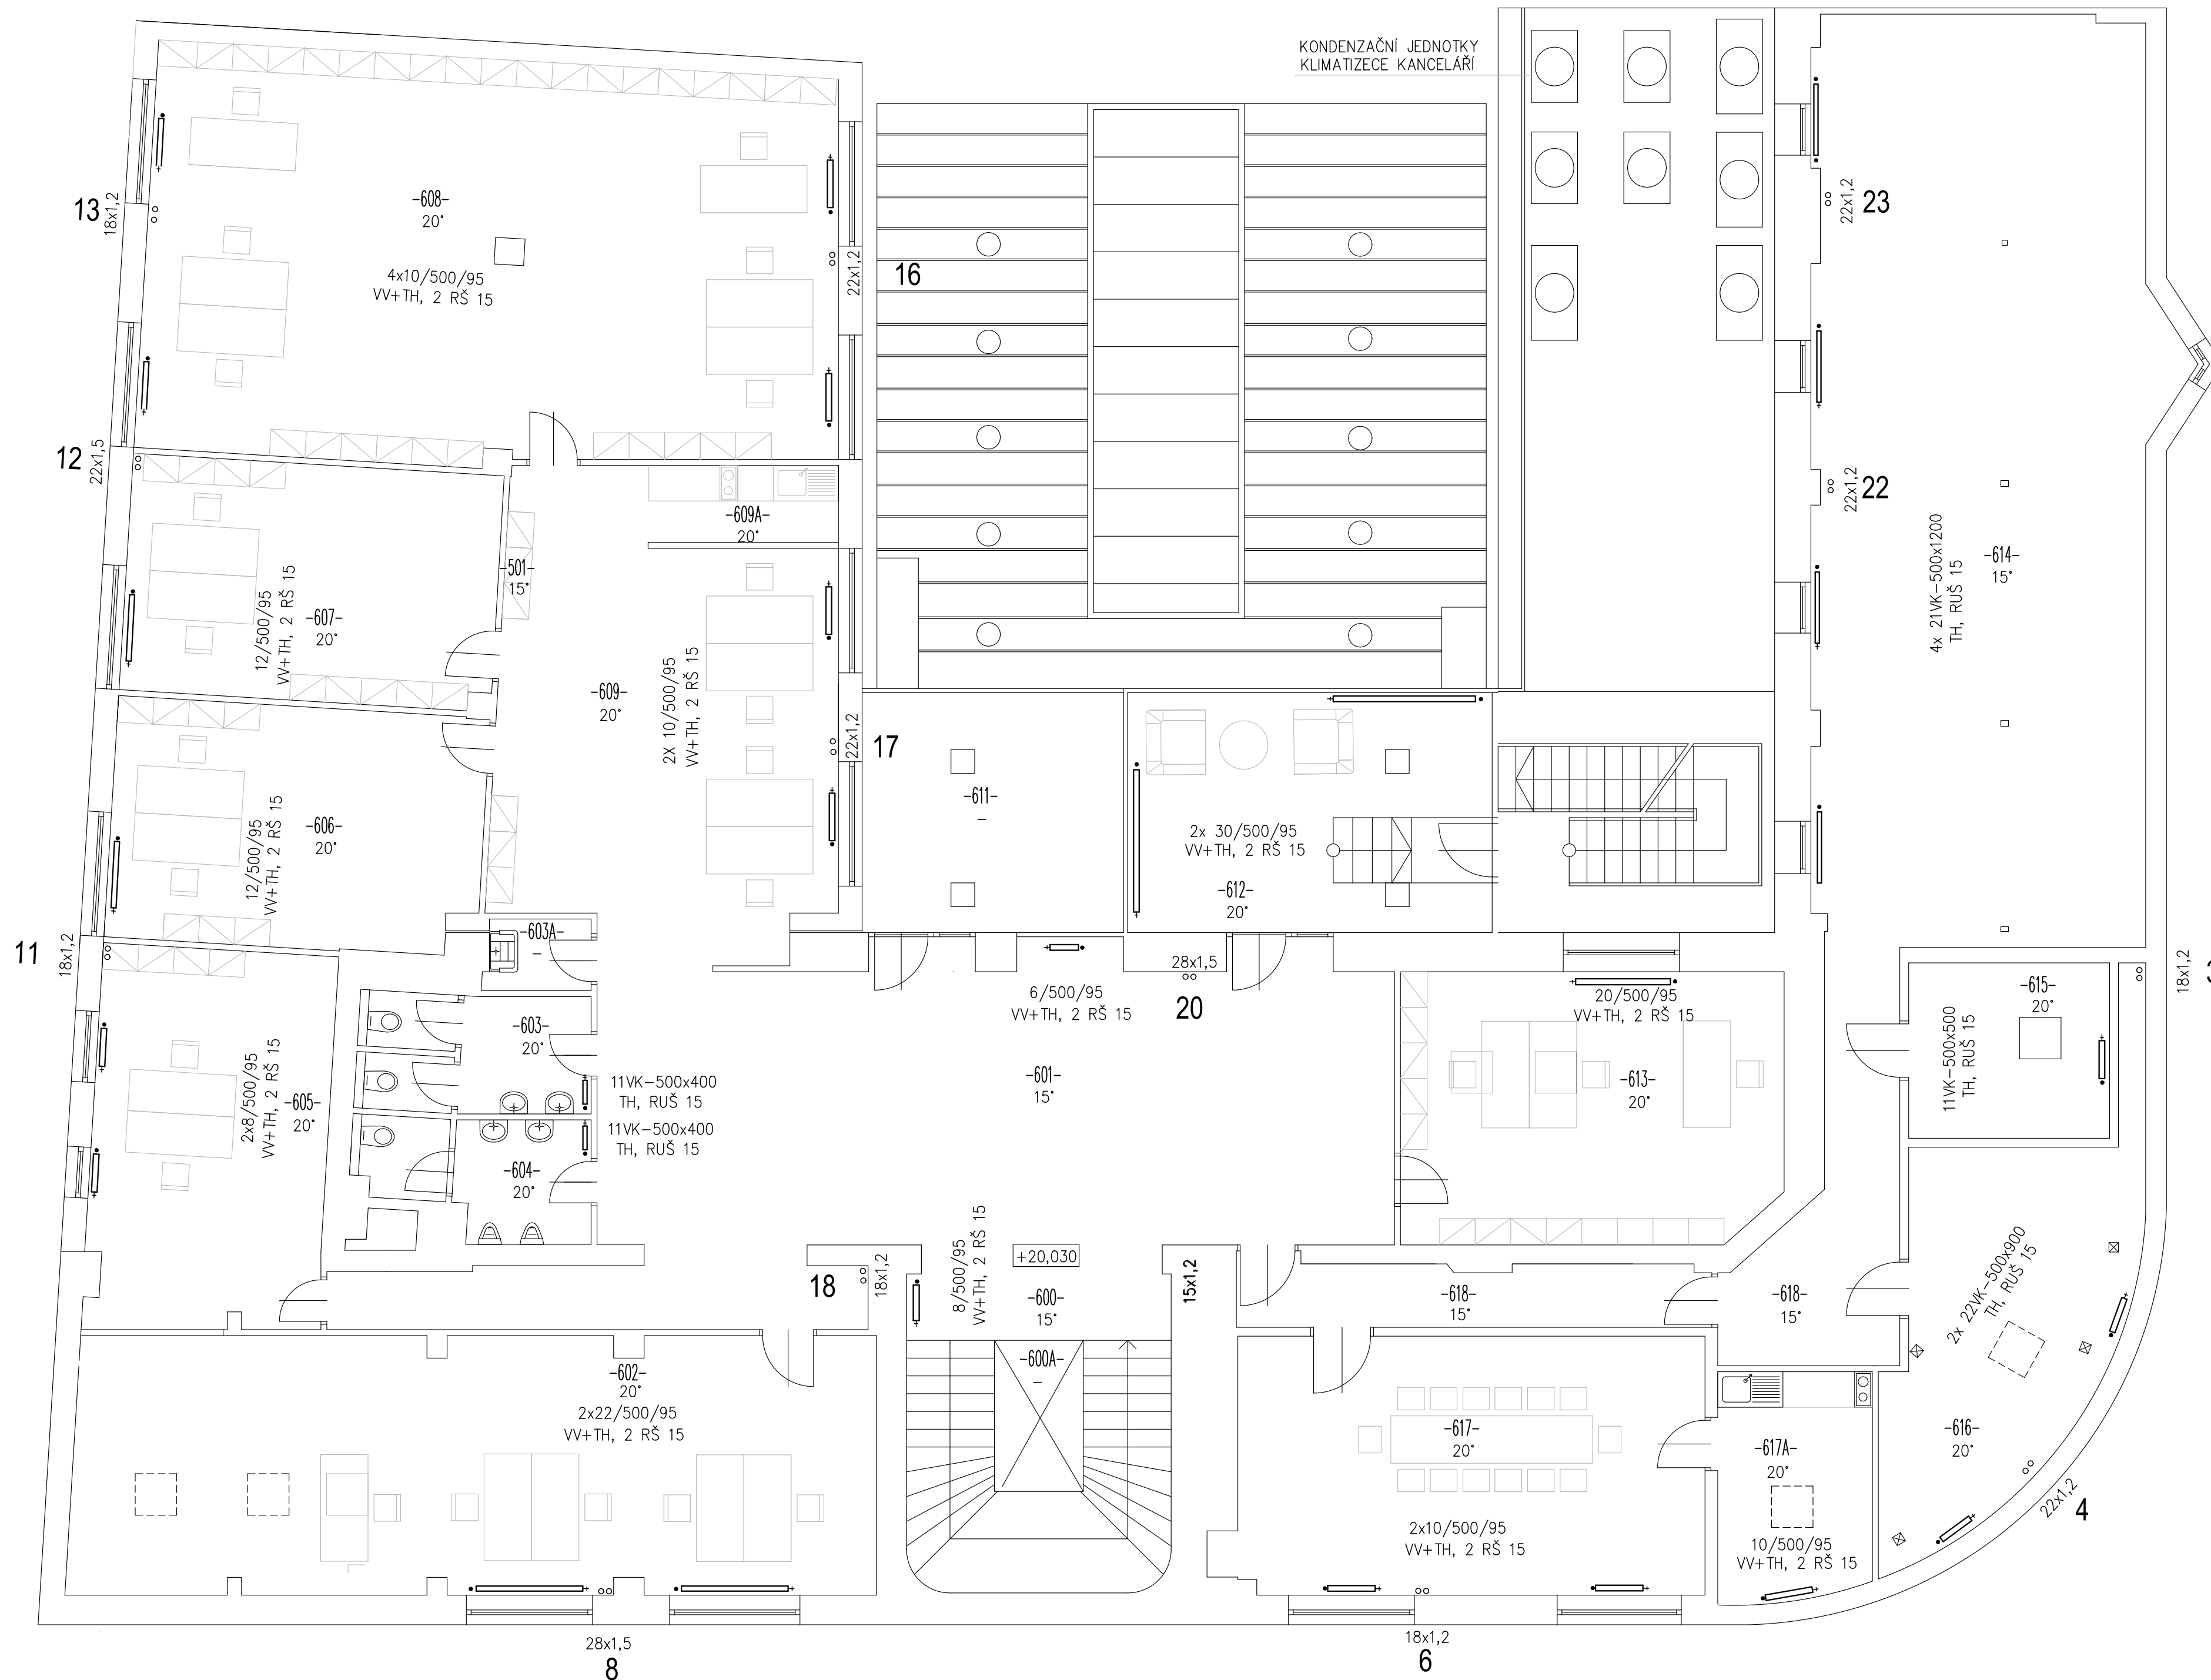 KONDENZAČNÍ JEDNOTKY
KLIMATIZECE KANCELÁŘÍ
13
18x1,2
-608-
20°
4x10/500/95
VV+TH, 2 RŠ 15
22x1,2
16
22x1,2
23
12
22x1,5
-609A-
20°
-501-
15°
12/500/95
VV+TH, 2 RŠ 15
-607-
20°
22x1,2
22
4x 21VK-500x1200
TH, RUŠ 15
-614-
15°
-609-
20°
2X 10/500/95
VV+TH, 2 RŠ 15
22x1,2
17
-611-
–
2x 30/500/95
VV+TH, 2 RŠ 15
-612-
20°
12/500/95
VV+TH, 2 RŠ 15
-606-
20°
11
18x1,2
-603A-
–
28x1,5
20
6/500/95
VV+TH, 2 RŠ 15
20/500/95
VV+TH, 2 RŠ 15
-615-
20°
11VK-500x500
TH, RUŠ 15
18x1,2
-603-
20°
11VK-500x400
TH, RUŠ 15
11VK-500x400
TH, RUŠ 15
-601-
15°
-613-
20°
2x8/500/95
VV+TH, 2 RŠ 15
-605-
20°
-604-
20°
18
18x1,2
8/500/95
VV+TH, 2 RŠ 15
+20,030
-600-
15°
15x1,2
-618-
15°
-618-
15°
2x 22VK-500x900
TH, RUŠ 15
-600A-
–
-602-
20°
2x22/500/95
VV+TH, 2 RŠ 15
-617-
20°
-617A-
20°
-616-
20°
2x10/500/95
VV+TH, 2 RŠ 15
10/500/95
VV+TH, 2 RŠ 15
22x1,2
4
28x1,5
8
18x1,2
6